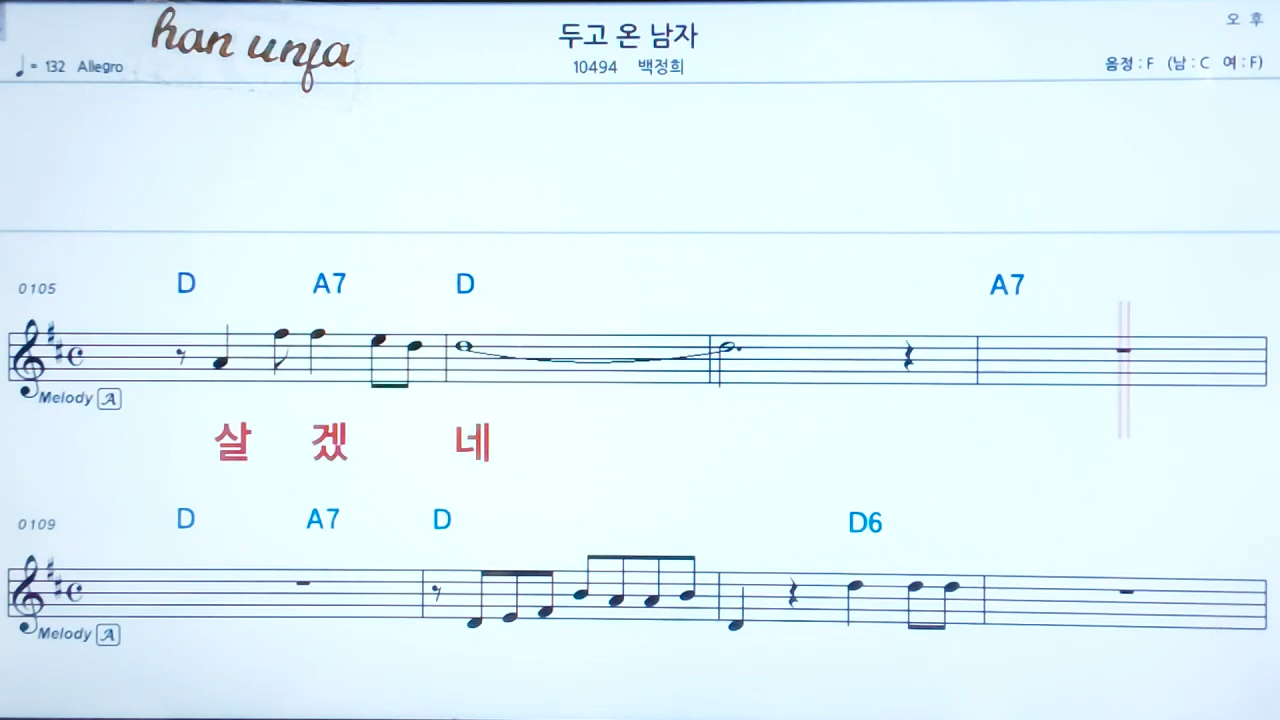 han unfa
두고 온 남자
오 후
♩= 132 Allegro
10494 백정희
음정 : F (남 : C 여 : F)
0105
D A7 D A7
Melody A
살 겠 네
0109
D A7 D D6
Melody A